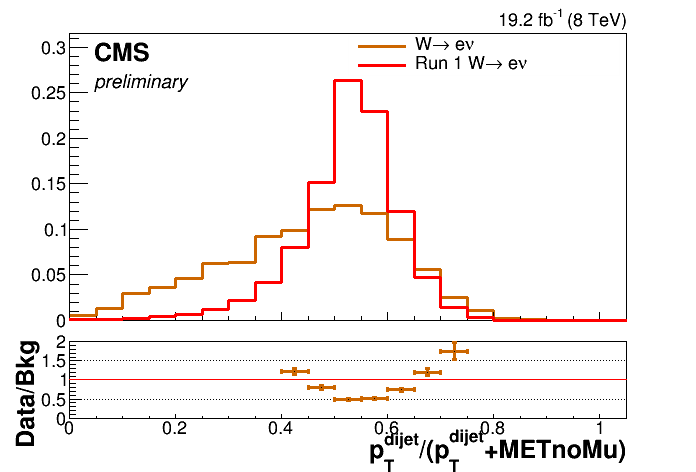 19.2 fb⁻¹ (8 TeV)
CMS
preliminary
W→ eν
Run 1 W→ eν
0.3
0.25
0.2
0.15
0.1
0.05
0
Data/Bkg
2
1.5
1
0.5
0
0 0.2 0.4 0.6 0.8 1
p_T^dijet/(p_T^dijet+METnoMu)